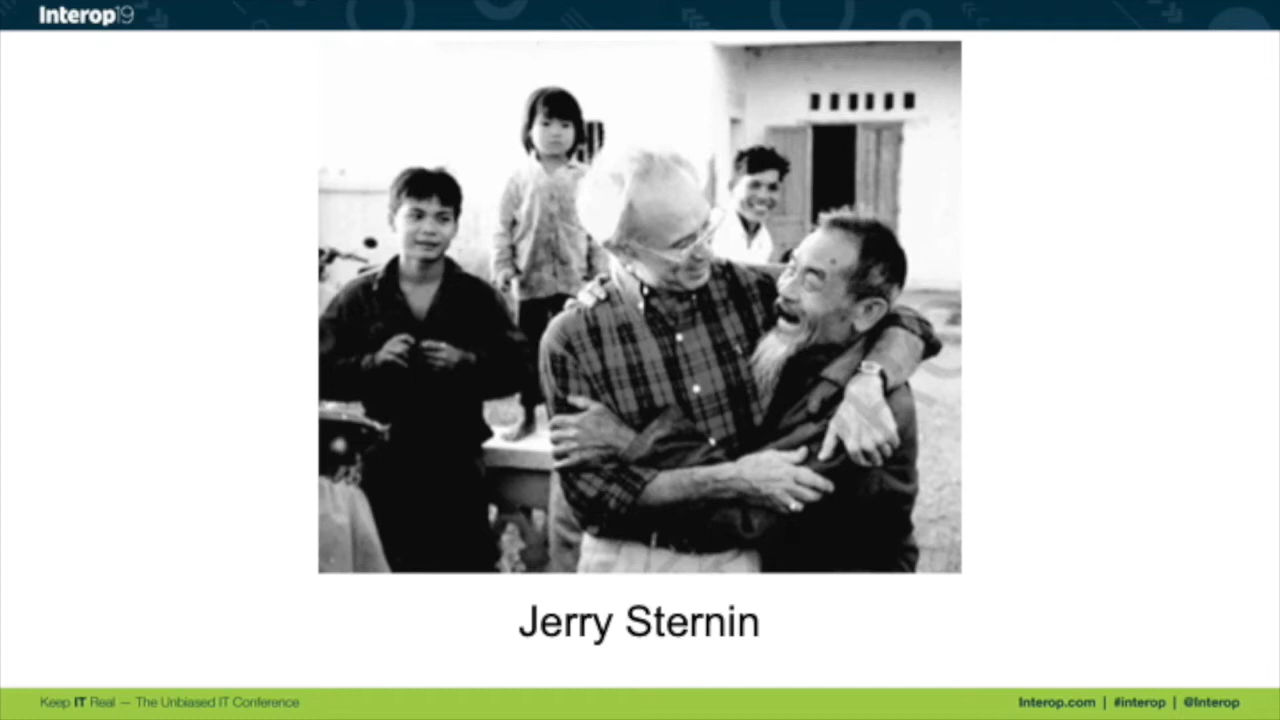 Interop19
Jerry Sternin
Keep IT Real — The Unbiased IT Conference
Interop.com | #interop | @Interop